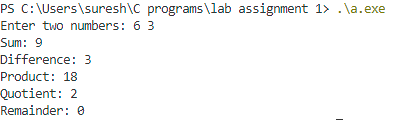 PS C:\Users\suresh\C programs\lab assignment 1> .\a.exe
Enter two numbers: 6 3
Sum: 9
Difference: 3
Product: 18
Quotient: 2
Remainder: 0